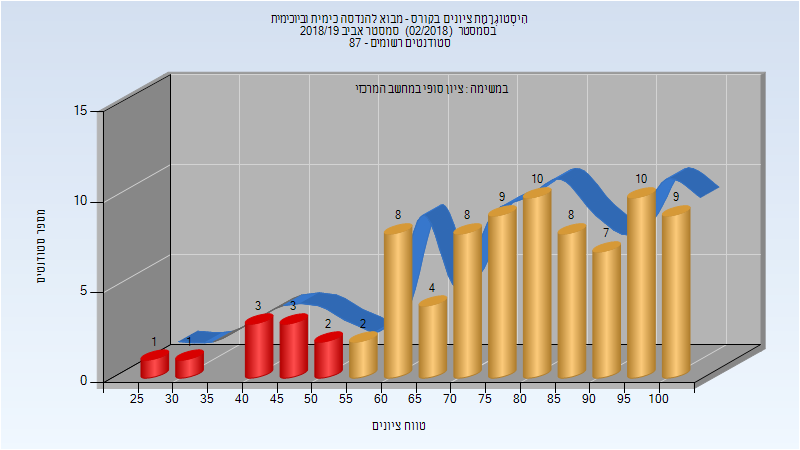 היסטוגרמת ציונים בקורס - מבוא להנדסה כימית וביוכימית
בסמסטר (02/2018) סמסטר אביב 2018/19
סטודנטים רשומים - 87
במשימה : ציון סופי במחשב המרכזי
מספר סטודנטים
15
10
5
0
1
1
3
3
2
2
8
4
8
9
10
8
7
10
9
25 30 35 40 45 50 55 60 65 70 75 80 85 90 95 100
טווח ציונים